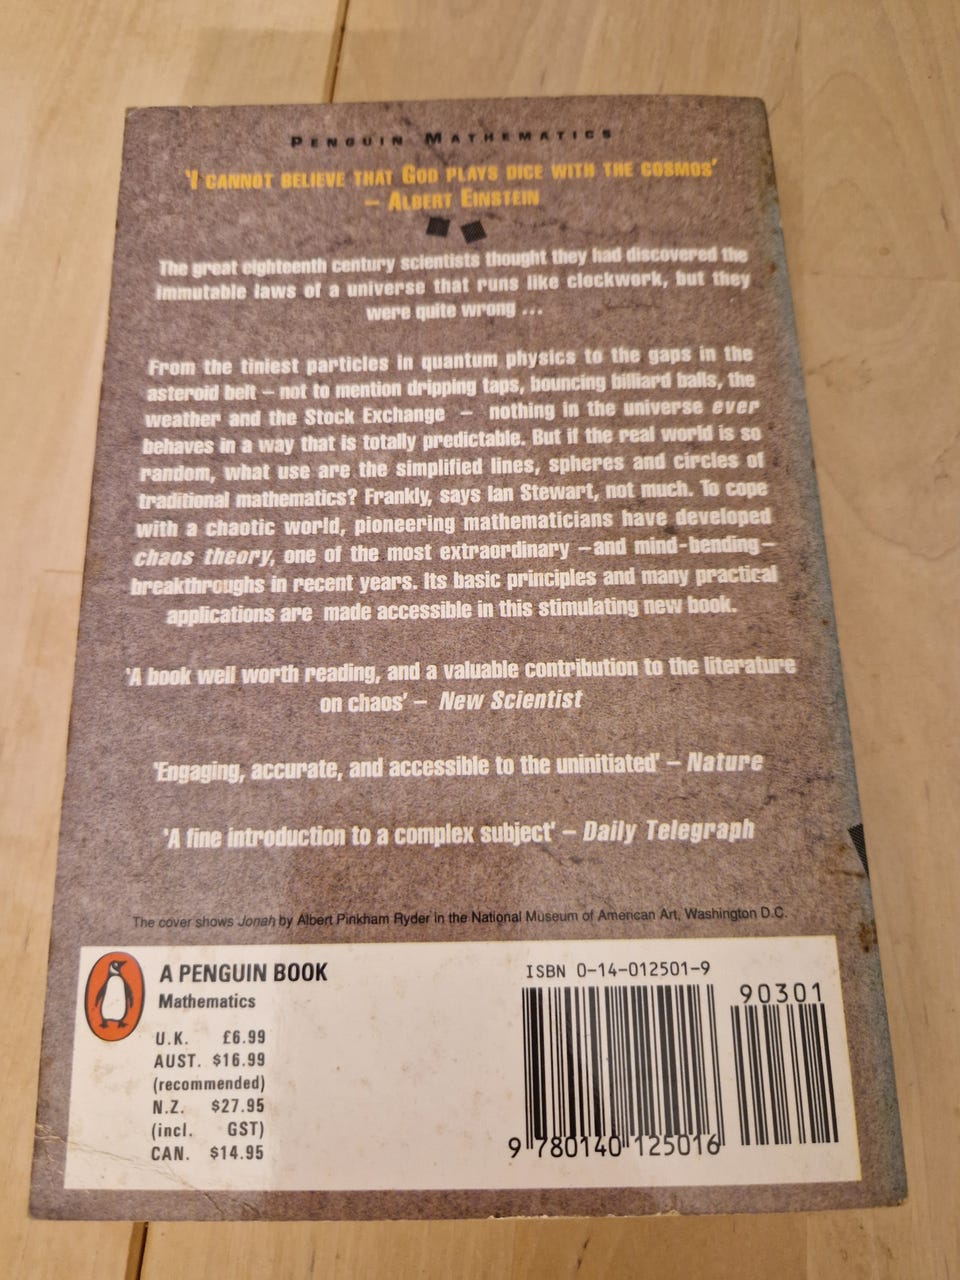 PENGUIN MATHEMATICS
'I CANNOT BELIEVE THAT GOD PLAYS DICE WITH THE COSMOS'
– ALBERT EINSTEIN
The great eighteenth century scientists thought they had discovered the
immutable laws of a universe that runs like clockwork, but they
were quite wrong ...
From the tiniest particles in quantum physics to the gaps in the
asteroid belt – not to mention dripping taps, bouncing billiard balls, the
weather and the Stock Exchange – nothing in the universe ever
behaves in a way that is totally predictable. But if the real world is so
random, what use are the simplified lines, spheres and circles of
traditional mathematics? Frankly, says Ian Stewart, not much. To cope
with a chaotic world, pioneering mathematicians have developed
chaos theory, one of the most extraordinary –and mind-bending–
breakthroughs in recent years. Its basic principles and many practical
applications are made accessible in this stimulating new book.
'A book well worth reading, and a valuable contribution to the literature
on chaos' – New Scientist
'Engaging, accurate, and accessible to the uninitiated' – Nature
'A fine introduction to a complex subject' – Daily Telegraph
The cover shows Jonah by Albert Pinkham Ryder in the National Museum of American Art, Washington D.C.
A PENGUIN BOOK
Mathematics
U.K. £6.99
AUST. $16.99
(recommended)
N.Z. $27.95
(incl. GST)
CAN. $14.95
ISBN 0-14-012501-9
90301
9 780140 125016